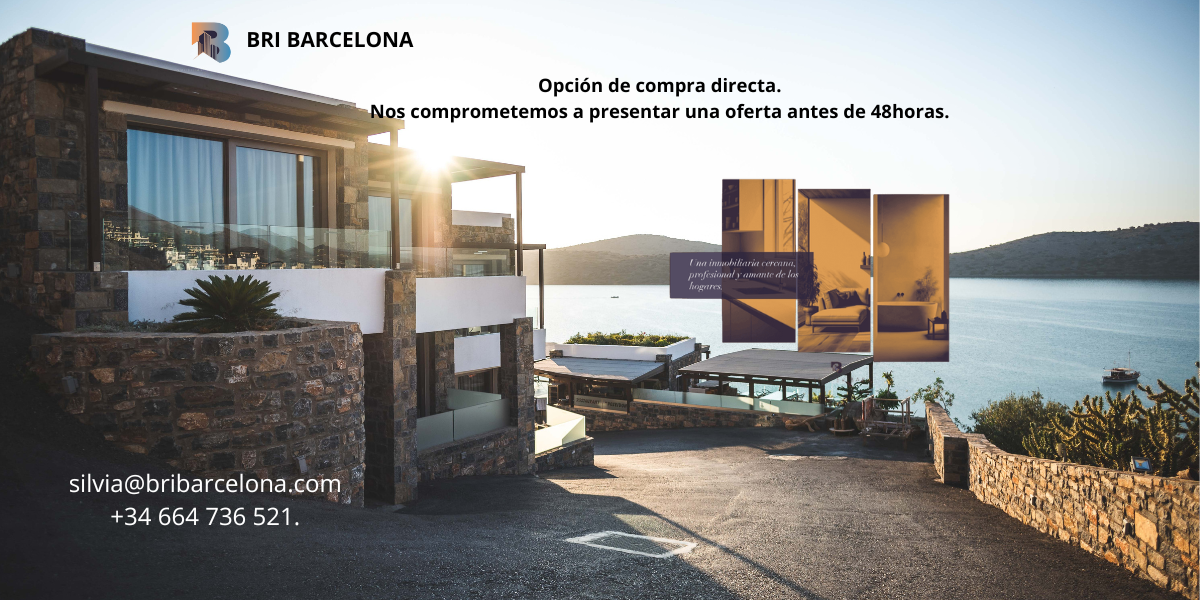 BRI BARCELONA
Opción de compra directa.
Nos comprometemos a presentar una oferta antes de 48horas.
Una inmobiliaria cercana,
profesional y amante de los
hogares.
silvia@bribarcelona.com
+34 664 736 521.